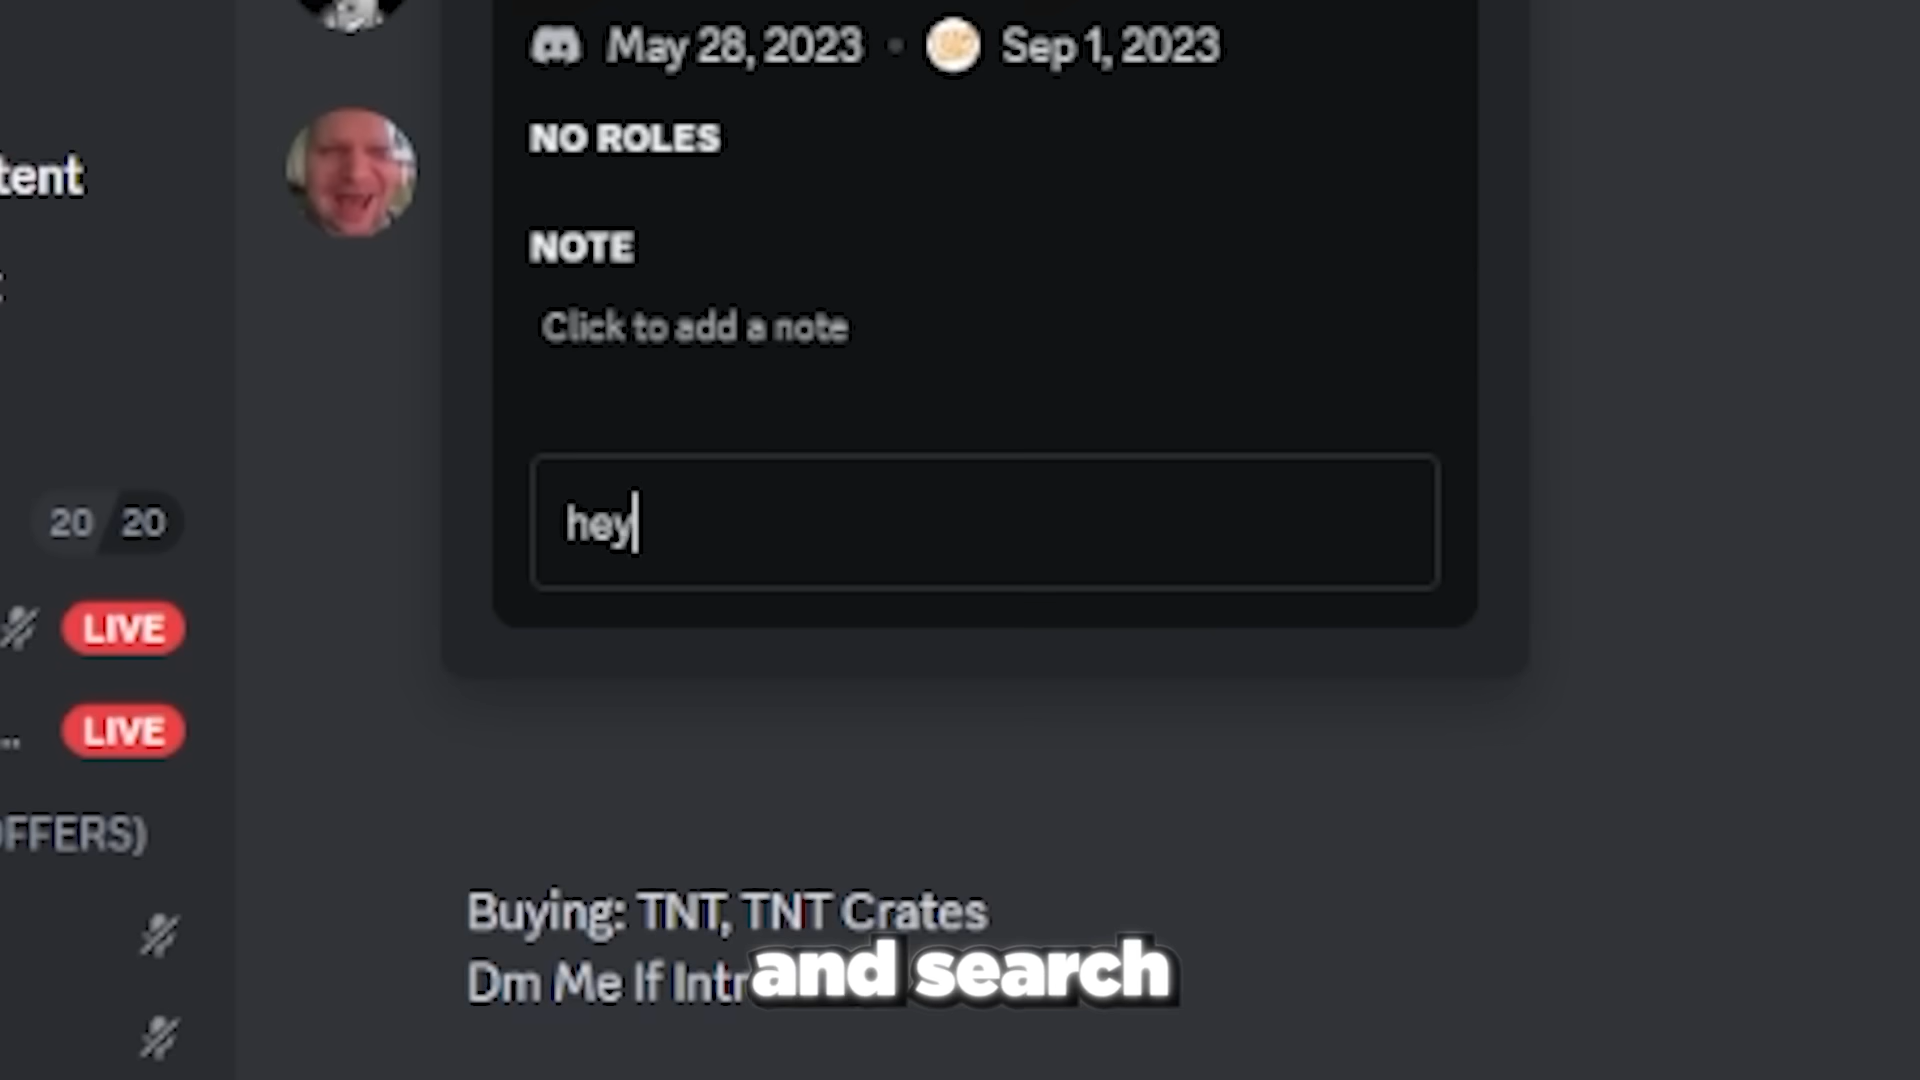 May 28, 2023 • Sep 1, 2023
NO ROLES
tent
NOTE
Click to add a note
hey
20 / 20
LIVE
.. LIVE
OFFERS)
Buying: TNT, TNT Crates
Dm Me If Intr
and search